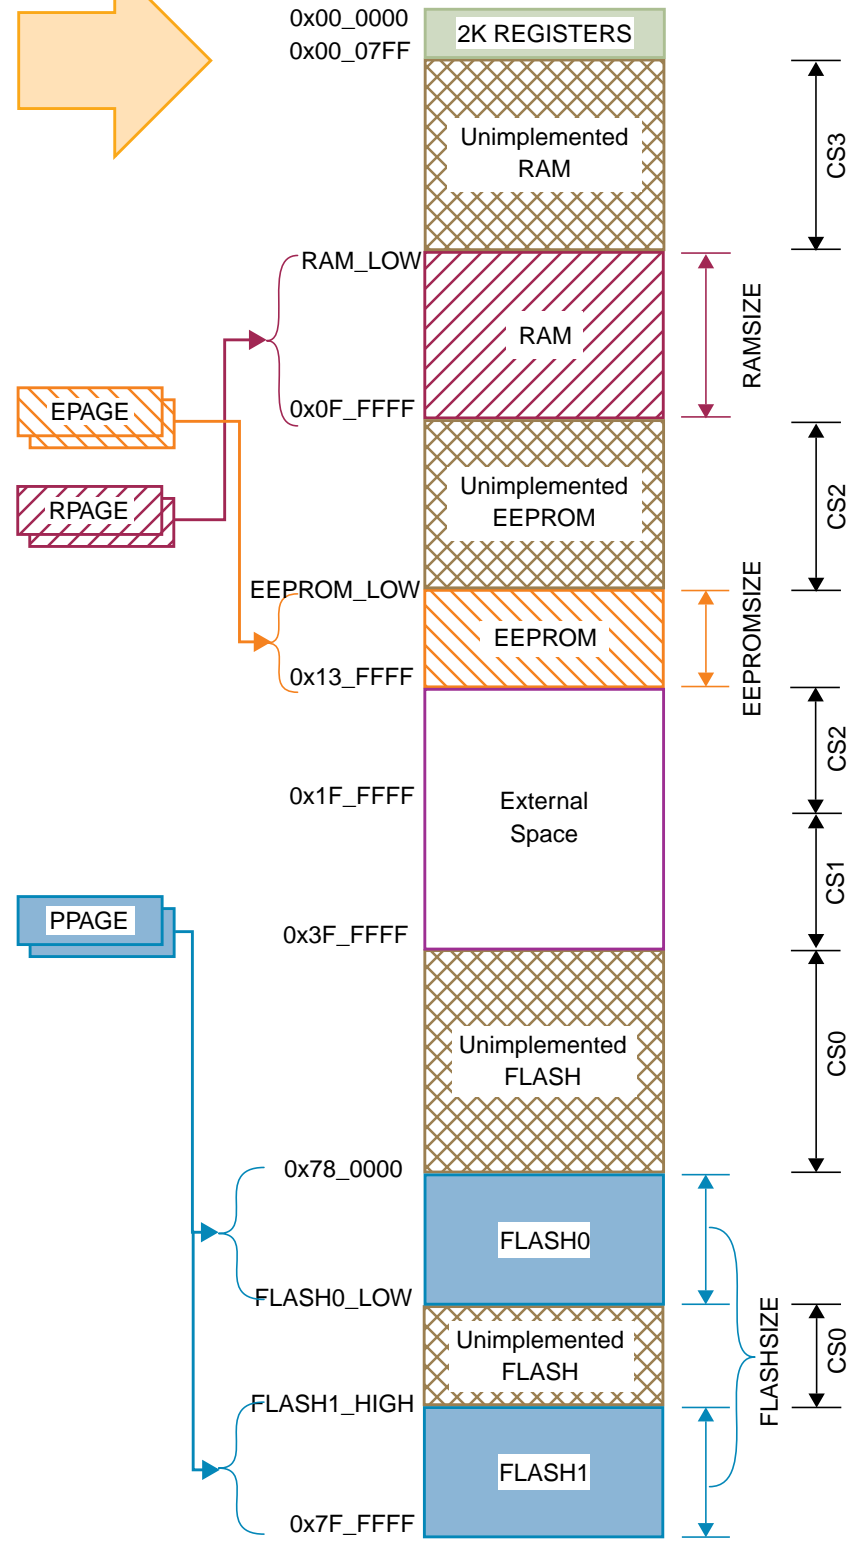 0x00_0000
2K REGISTERS
0x00_07FF
Unimplemented
RAM
CS3
RAM_LOW
RAM
RAMSIZE
0x0F_FFFF
EPAGE
RPAGE
Unimplemented
EEPROM
CS2
EEPROM_LOW
EEPROM
EEPROMSIZE
0x13_FFFF
CS2
0x1F_FFFF
External
Space
CS1
PPAGE
0x3F_FFFF
Unimplemented
FLASH
CS0
0x78_0000
FLASH0
FLASH0_LOW
Unimplemented
FLASH
FLASHSIZE
CS0
FLASH1_HIGH
FLASH1
0x7F_FFFF